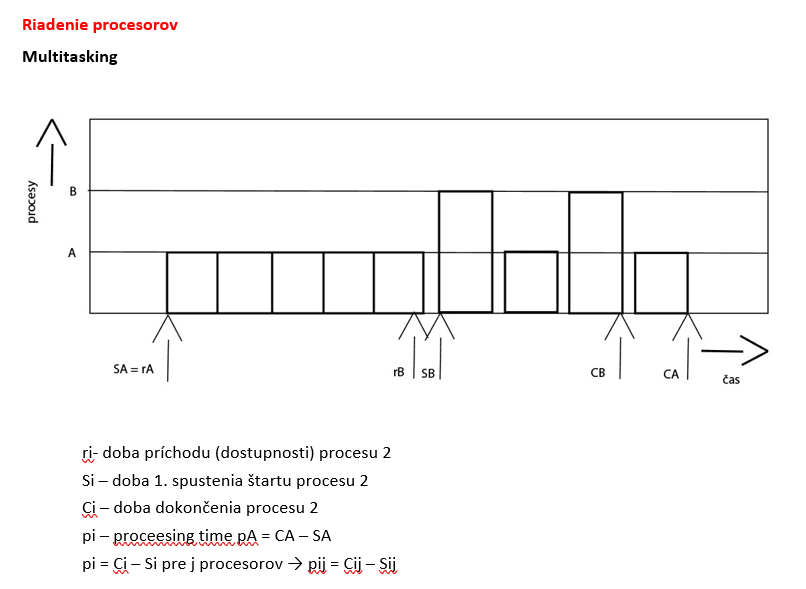 Riadenie procesorov
Multitasking
procesy
B
A
SA = rA
rB
SB
CB
CA
čas
ri- doba príchodu (dostupnosti) procesu 2
Si – doba 1. spustenia štartu procesu 2
Ci – doba dokončenia procesu 2
pi – proceesing time pA = CA – SA
pi = Ci – Si pre j procesorov → pij = Cij – Sij